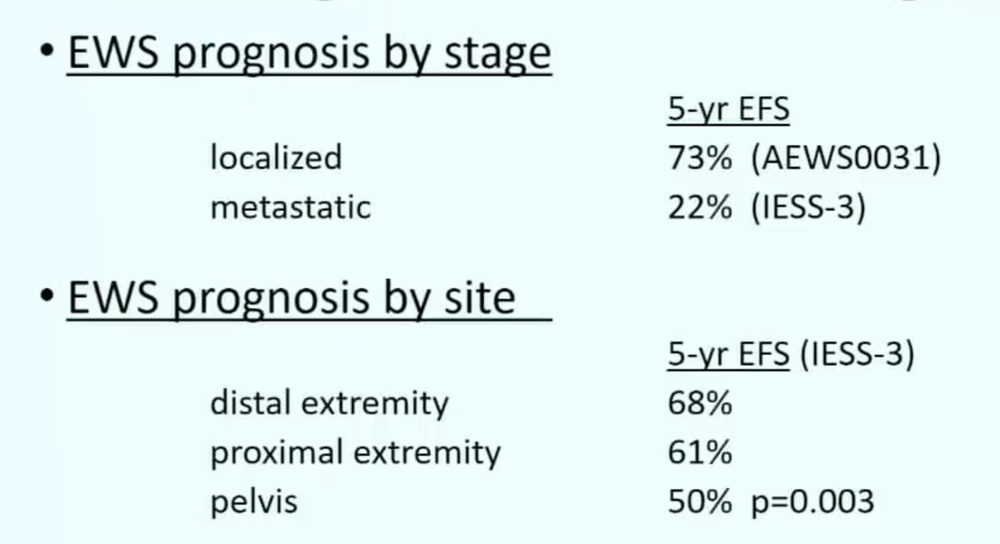 • EWS prognosis by stage
5-yr EFS
localized 73% (AEWS0031)
metastatic 22% (IESS-3)
• EWS prognosis by site
5-yr EFS (IESS-3)
distal extremity 68%
proximal extremity 61%
pelvis 50% p=0.003